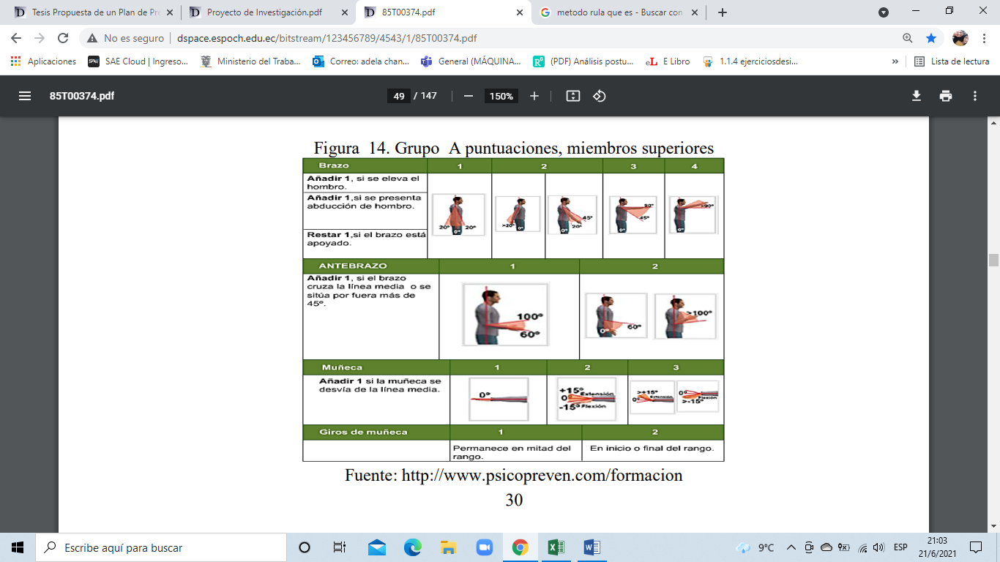 Tesis Propuesta de un Plan de Pre
Proyecto de Investigación.pdf
85T00374.pdf
metodo rula que es - Buscar con
No es seguro
dspace.espoch.edu.ec/bitstream/123456789/4543/1/85T00374.pdf
Aplicaciones
SAE Cloud | Ingreso...
Ministerio del Traba...
Correo: adela chan...
General (MÁQUINA...
(PDF) Análisis postu...
E Libro
1.1.4 ejerciciosdesi...
»
Lista de lectura
85T00374.pdf
49 / 147
150%
Figura 14. Grupo A puntuaciones, miembros superiores
Brazo 1 2 3 4
Añadir 1, si se eleva el
hombro.
Añadir 1,si se presenta
abducción de hombro.
Restar 1,si el brazo está
apoyado.
20º 0º 20º
>20º 0º
45º
0º 20º
90º
45º
0º
>90º
0º
ANTEBRAZO 1 2
Añadir 1, si el brazo
cruza la línea media o se
sitúa por fuera más de
45º.
100º
60º
0º 60º
>100º
Muñeca 1 2 3
Añadir 1 si la muñeca se
desvía de la línea media.
0º
+15º Extensión
0º
-15º Flexión
>+15º
Extensión
0º
0º
Flexión
>-15º
Giros de muñeca 1 2
Permanece en mitad del
rango.
En inicio o final del rango.
Fuente: http://www.psicopreven.com/formacion
30
Escribe aquí para buscar
9°C
ESP
21:03
21/6/2021